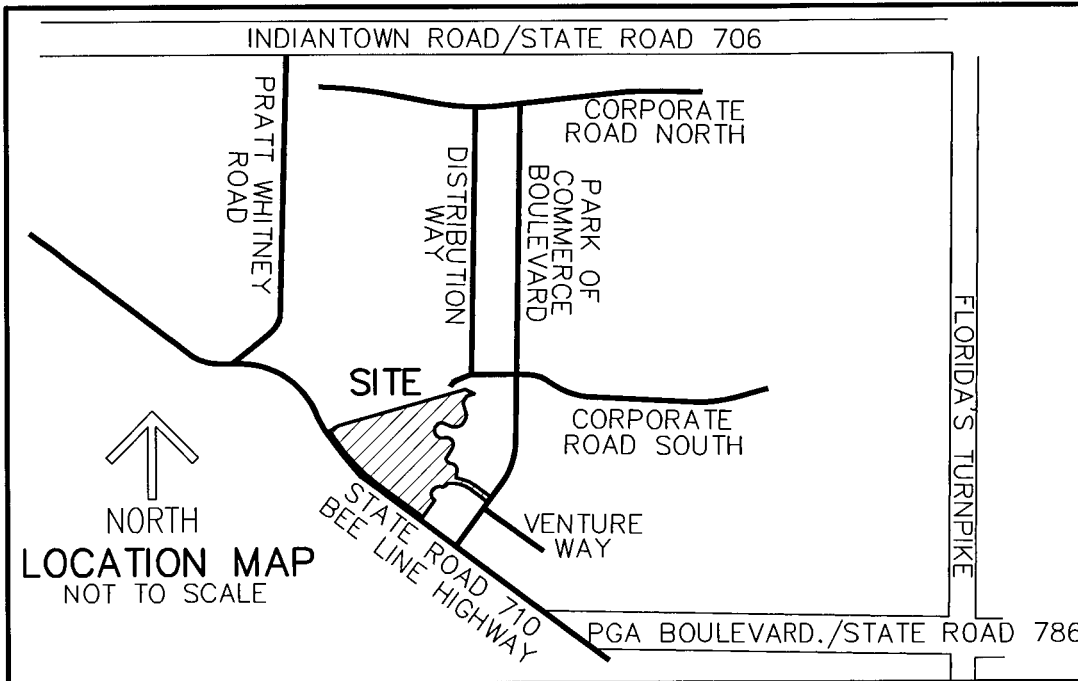 INDIANTOWN ROAD/STATE ROAD 706
PRATT WHITNEY
ROAD
CORPORATE
ROAD NORTH
DISTRIBUTION
WAY
PARK OF
COMMERCE
BOULEVARD
FLORIDA'S TURNPIKE
SITE
CORPORATE
ROAD SOUTH
NORTH
LOCATION MAP
NOT TO SCALE
STATE ROAD 710
BEE LINE HIGHWAY
VENTURE
WAY
PGA BOULEVARD./STATE ROAD 786